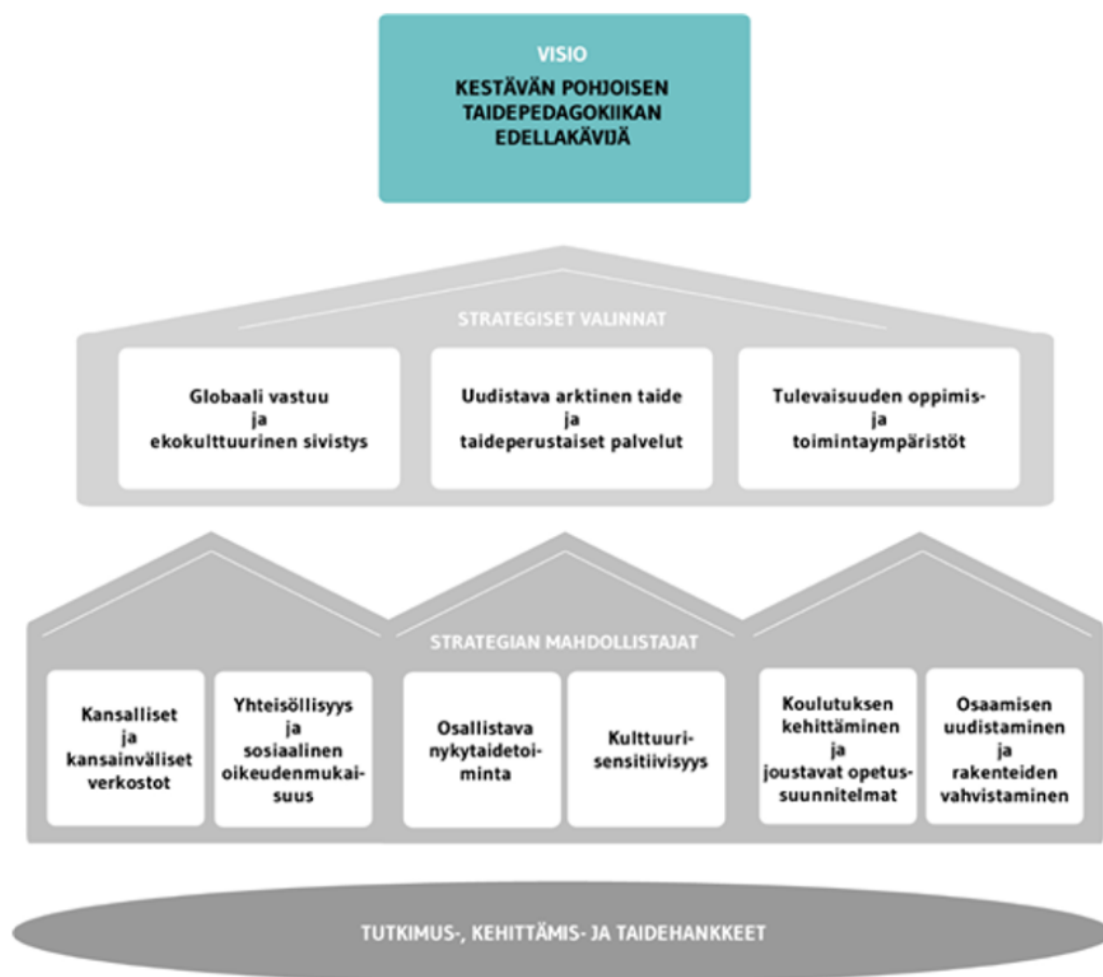 VISIO
KESTÄVÄN POHJOISEN
TAIDEPEDAGOKIIKAN
EDELLAKÄVIJÄ
STRATEGISET VALINNAT
Globaali vastuu
ja
ekokulttuurinen sivistys
Uudistava arktinen taide
ja
taideperustaiset palvelut
Tulevaisuuden oppimis-
ja
toimintaympäristöt
STRATEGIAN MAHDOLLISTAJAT
Kansalliset
ja
kansainväliset
verkostot
Yhteisöllisyys
ja
sosiaalinen
oikeudenmukai-
suus
Osallistava
nykytaidetoi-
minta
Kulttuuri-
sensitiivisyys
Koulutuksen
kehittäminen
ja
joustavat opetus-
suunnitelmat
Osaamisen
uudistaminen
ja
rakenteiden
vahvistaminen
TUTKIMUS-, KEHITTÄMIS- JA TAIDEHANKKEET